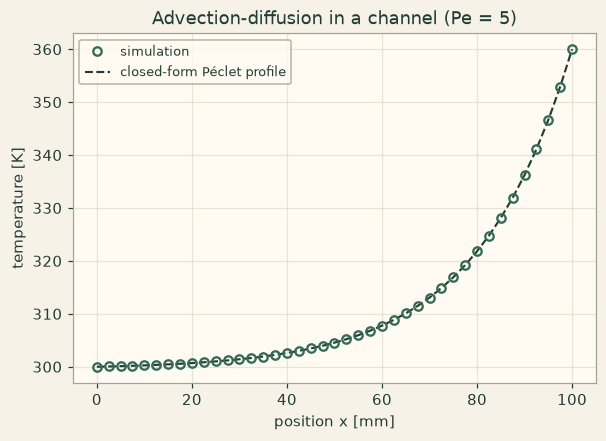 Advection-diffusion in a channel (Pe = 5)
simulation
closed-form Péclet profile
temperature [K]
360
350
340
330
320
310
300
0 20 40 60 80 100
position x [mm]